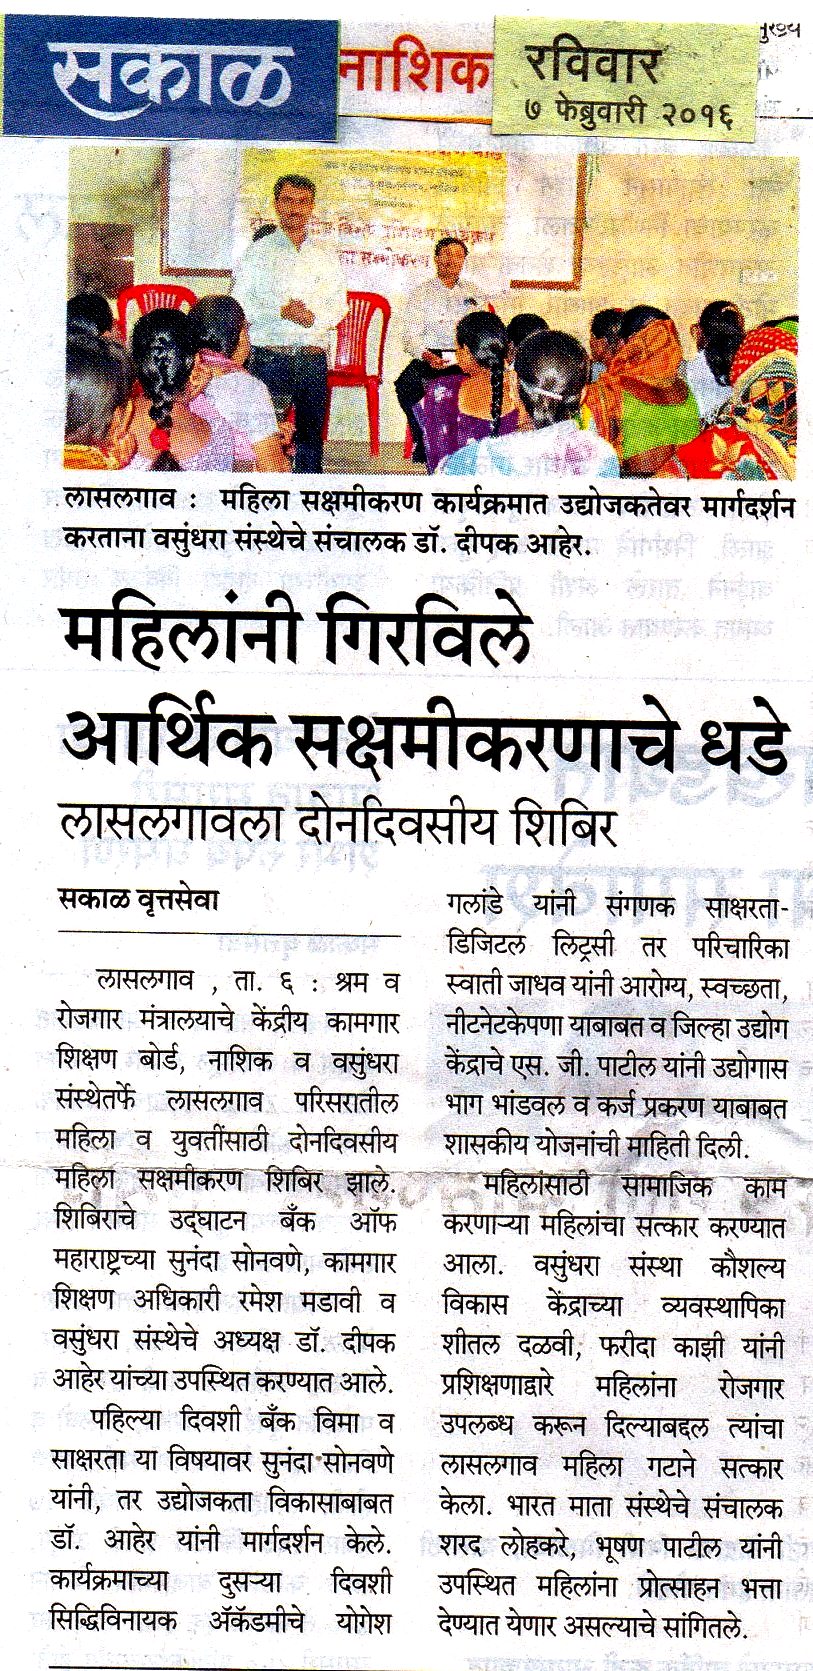 सकाळ
नाशिक
रविवार
७ फेब्रुवारी २०१६
लासलगाव : महिला सक्षमीकरण कार्यक्रमात उद्योजकतेवर मार्गदर्शन
करताना वसुंधरा संस्थेचे संचालक डॉ. दीपक आहेर.
महिलांनी गिरविले
आर्थिक सक्षमीकरणाचे धडे
लासलगावला दोनदिवसीय शिबिर
सकाळ वृत्तसेवा
लासलगाव , ता. ६ : श्रम व
रोजगार मंत्रालयाचे केंद्रीय कामगार
शिक्षण बोर्ड, नाशिक व वसुंधरा
संस्थेतर्फे लासलगाव परिसरातील
महिला व युवतींसाठी दोनदिवसीय
महिला सक्षमीकरण शिबिर झाले.
शिबिराचे उद्‌घाटन बँक ऑफ
महाराष्ट्रच्या सुनंदा सोनवणे, कामगार
शिक्षण अधिकारी रमेश मडावी व
वसुंधरा संस्थेचे अध्यक्ष डॉ. दीपक
आहेर यांच्या उपस्थित करण्यात आले.
पहिल्या दिवशी बँक विमा व
साक्षरता या विषयावर सुनंदा सोनवणे
यांनी, तर उद्योजकता विकासाबाबत
डॉ. आहेर यांनी मार्गदर्शन केले.
कार्यक्रमाच्या दुसऱ्या दिवशी
सिद्धिविनायक ॲकॅडमीचे योगेश
गलांडे यांनी संगणक साक्षरता-
डिजिटल लिट्रसी तर परिचारिका
स्वाती जाधव यांनी आरोग्य, स्वच्छता,
नीटनेटकेपणा याबाबत व जिल्हा उद्योग
केंद्राचे एस. जी. पाटील यांनी उद्योगास
भाग भांडवल व कर्ज प्रकरण याबाबत
शासकीय योजनांची माहिती दिली.
महिलांसाठी सामाजिक काम
करणाऱ्या महिलांचा सत्कार करण्यात
आला. वसुंधरा संस्था कौशल्य
विकास केंद्राच्या व्यवस्थापिका
शीतल दळवी, फरीदा काझी यांनी
प्रशिक्षणाद्वारे महिलांना रोजगार
उपलब्ध करून दिल्याबद्दल त्यांचा
लासलगाव महिला गटाने सत्कार
केला. भारत माता संस्थेचे संचालक
शरद लोहकरे, भूषण पाटील यांनी
उपस्थित महिलांना प्रोत्साहन भत्ता
देण्यात येणार असल्याचे सांगितले.